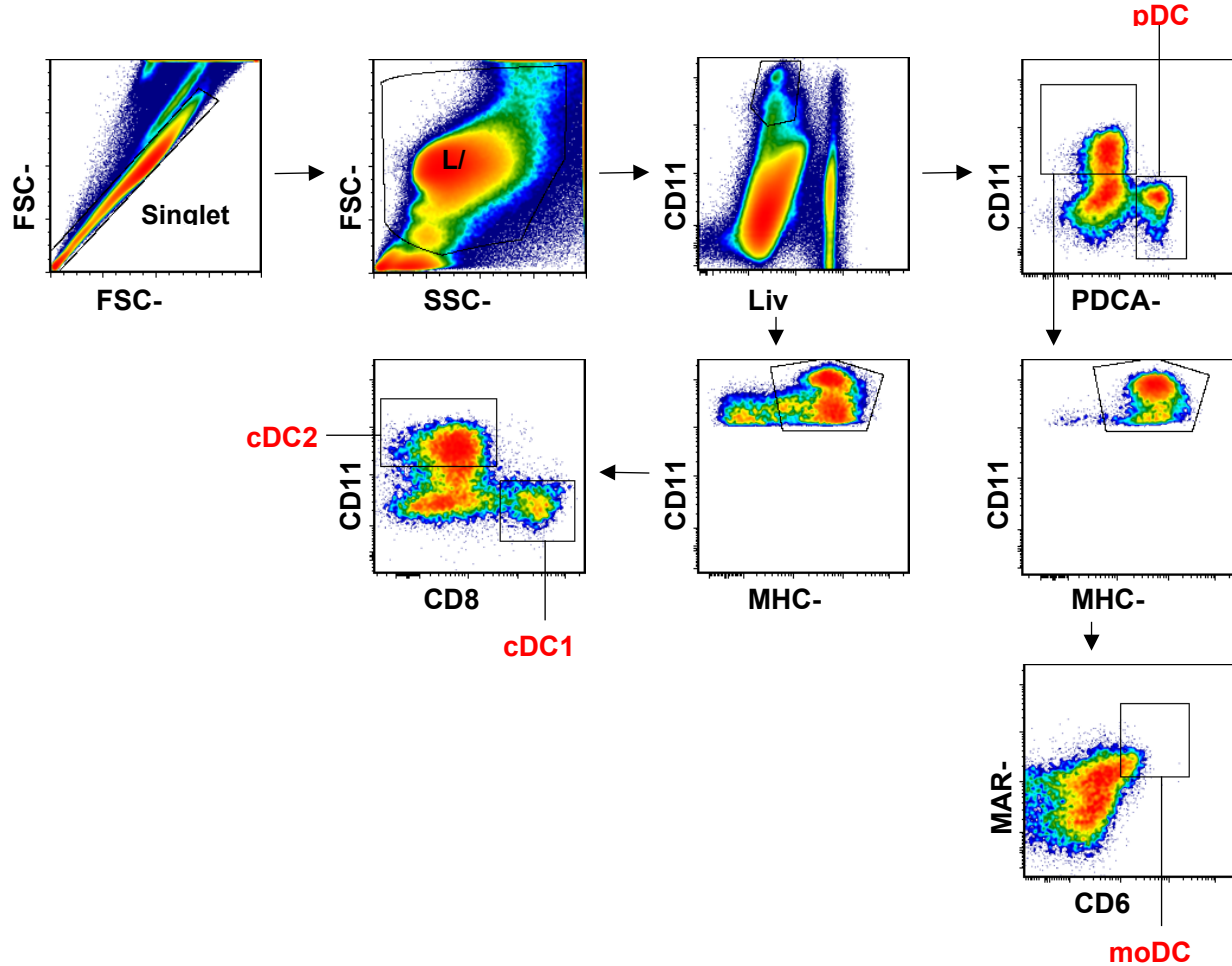 pDC
FSC-
Singlet
FSC-
FSC-
L/
SSC-
CD11
Liv
CD11
PDCA-
cDC2
CD11
CD8
cDC1
CD11
MHC-
CD11
MHC-
MAR-
CD6
moDC